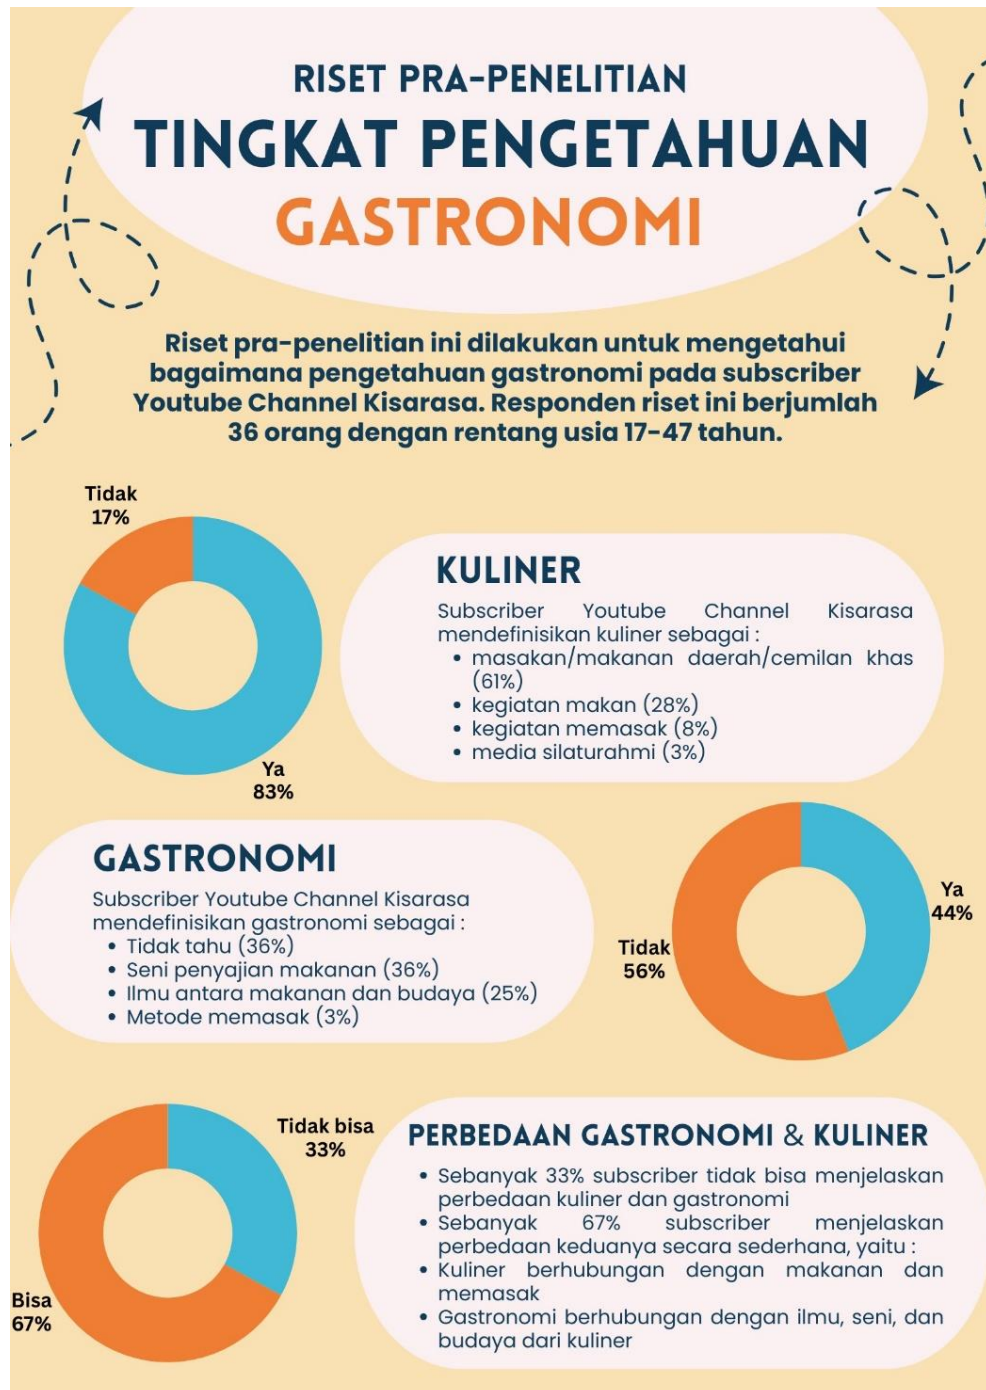 RISET PRA-PENELITIAN
TINGKAT PENGETAHUAN
GASTRONOMI
Riset pra-penelitian ini dilakukan untuk mengetahui
bagaimana pengetahuan gastronomi pada subscriber
Youtube Channel Kisarasa. Responden riset ini berjumlah
36 orang dengan rentang usia 17-47 tahun.
Tidak
17%
Ya
83%
KULINER
Subscriber Youtube Channel Kisarasa
mendefinisikan kuliner sebagai :
• masakan/makanan daerah/cemilan khas
(61%)
• kegiatan makan (28%)
• kegiatan memasak (8%)
• media silaturahmi (3%)
GASTRONOMI
Subscriber Youtube Channel Kisarasa
mendefinisikan gastronomi sebagai :
• Tidak tahu (36%)
• Seni penyajian makanan (36%)
• Ilmu antara makanan dan budaya (25%)
• Metode memasak (3%)
Ya
44%
Tidak
56%
Tidak bisa
33%
Bisa
67%
PERBEDAAN GASTRONOMI & KULINER
• Sebanyak 33% subscriber tidak bisa menjelaskan
perbedaan kuliner dan gastronomi
• Sebanyak 67% subscriber menjelaskan
perbedaan keduanya secara sederhana, yaitu :
• Kuliner berhubungan dengan makanan dan
memasak
• Gastronomi berhubungan dengan ilmu, seni, dan
budaya dari kuliner